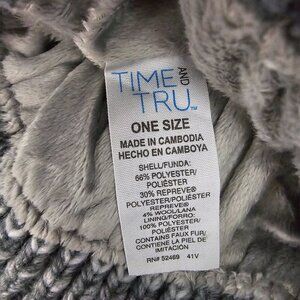 TIME AND
TRU™
ONE SIZE
MADE IN CAMBODIA
HECHO EN CAMBOYA
SHELL/FUNDA:
66% POLYESTER/
POLIÉSTER
30% REPREVE®
POLYESTER/POLIÉSTER
REPREVE®
4% WOOL/LANA
LINING/FORRO:
100% POLYESTER/
POLIÉSTER
CONTAINS FAUX FUR/
CONTIENE LA PIEL DE
IMITACIÓN
RN# 52469 41V